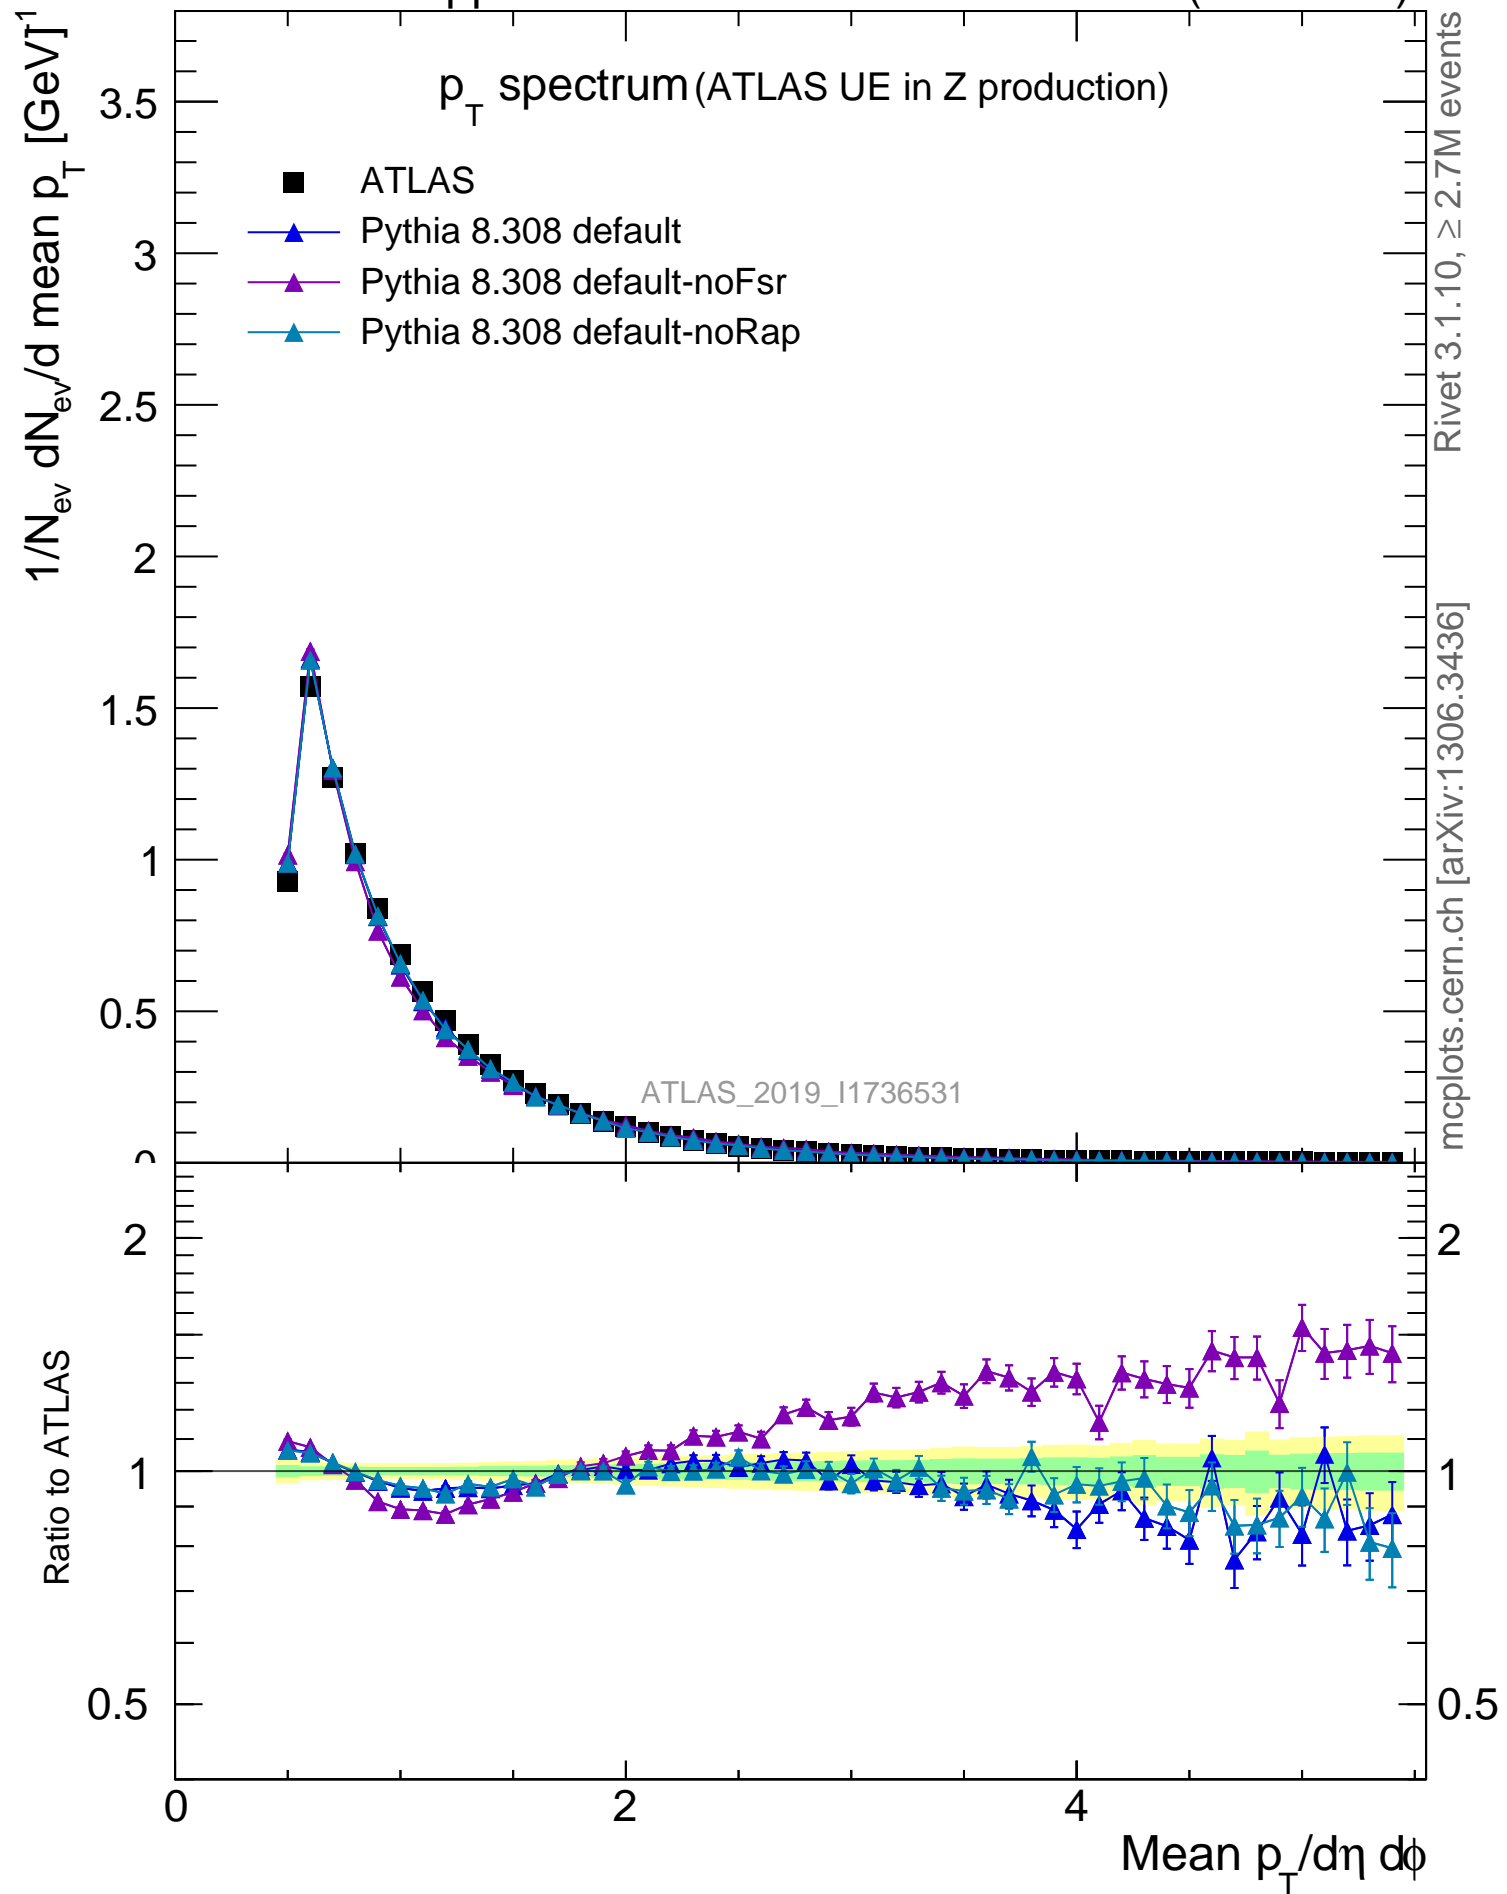 pp
p_T spectrum (ATLAS UE in Z production)
1/N_ev dN_ev/d mean p_T [GeV]^-1
ATLAS
Pythia 8.308 default
Pythia 8.308 default-noFsr
Pythia 8.308 default-noRap
3.5
3
2.5
2
1.5
1
0.5
0
ATLAS_2019_I1736531
Rivet 3.1.10, ≥ 2.7M events
mcplots.cern.ch [arXiv:1306.3436]
Ratio to ATLAS
2
1
0.5
2
1
0.5
0
2
4
Mean p_T/dη dϕ